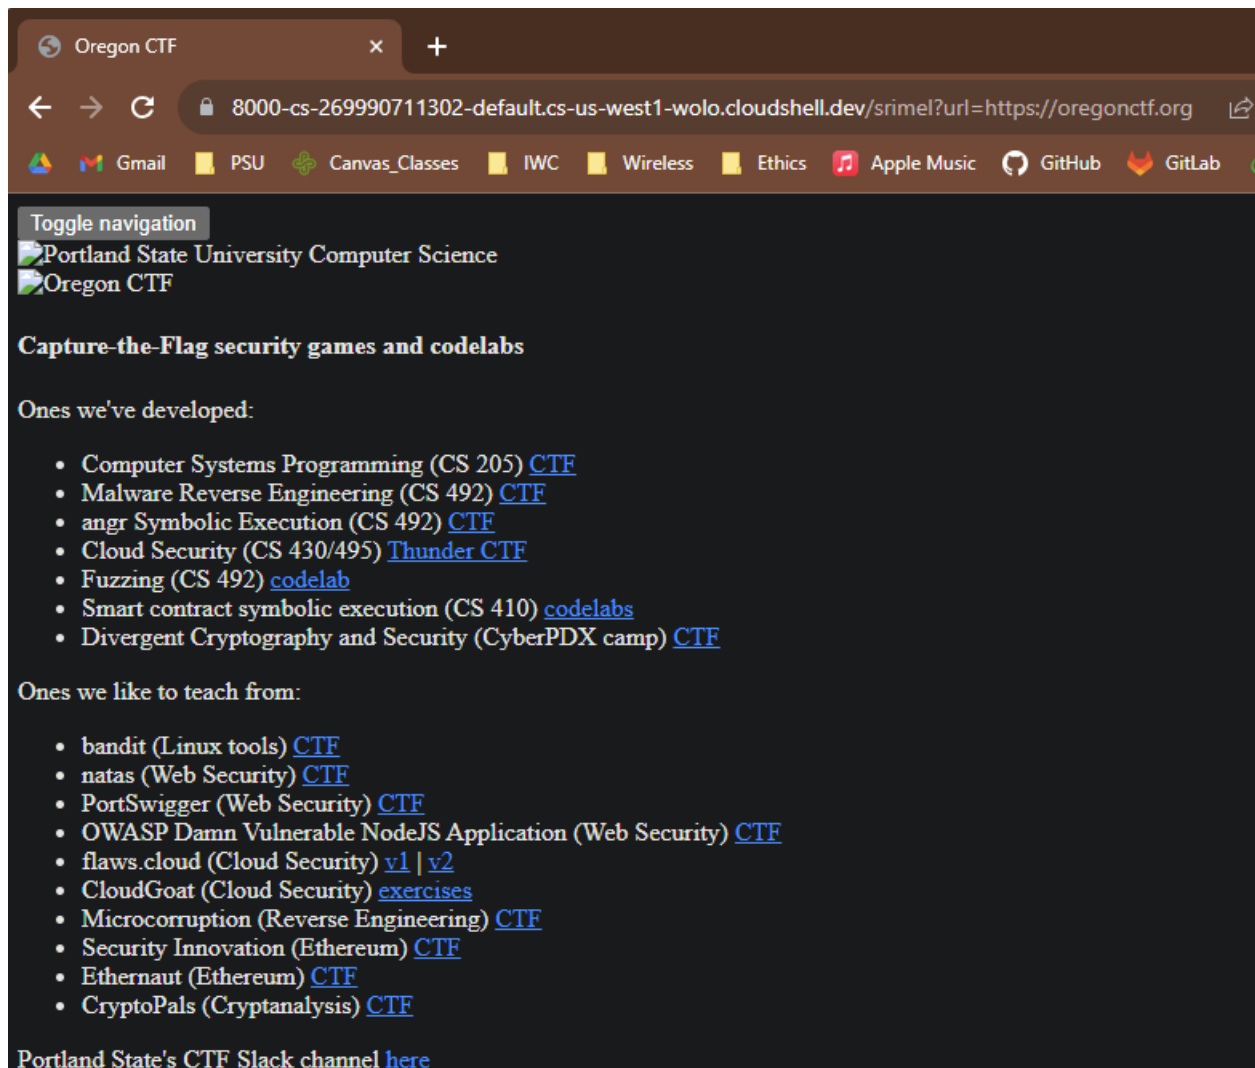 Oregon CTF
8000-cs-269990711302-default.cs-us-west1-wolo.cloudshell.dev/srimel?url=https://oregonctf.org
Gmail PSU Canvas_Classes IWC Wireless Ethics Apple Music GitHub GitLab
Toggle navigation
Portland State University Computer Science
Oregon CTF
Capture-the-Flag security games and codelabs
Ones we've developed:
• Computer Systems Programming (CS 205) CTF
• Malware Reverse Engineering (CS 492) CTF
• angr Symbolic Execution (CS 492) CTF
• Cloud Security (CS 430/495) Thunder CTF
• Fuzzing (CS 492) codelab
• Smart contract symbolic execution (CS 410) codelabs
• Divergent Cryptography and Security (CyberPDX camp) CTF
Ones we like to teach from:
• bandit (Linux tools) CTF
• natas (Web Security) CTF
• PortSwigger (Web Security) CTF
• OWASP Damn Vulnerable NodeJS Application (Web Security) CTF
• flaws.cloud (Cloud Security) v1 | v2
• CloudGoat (Cloud Security) exercises
• Microcorruption (Reverse Engineering) CTF
• Security Innovation (Ethereum) CTF
• Ethernaut (Ethereum) CTF
• CryptoPals (Cryptanalysis) CTF
Portland State's CTF Slack channel here